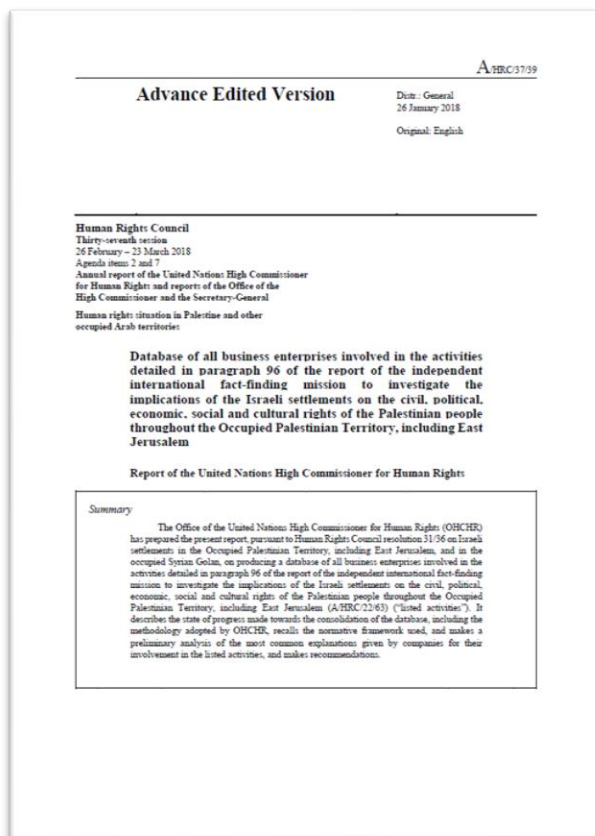 A/HRC/37/39
Advance Edited Version
Distr.: General
26 January 2018
Original: English
Human Rights Council
Thirty-seventh session
26 February – 23 March 2018
Agenda items 2 and 7
Annual report of the United Nations High Commissioner
for Human Rights and reports of the Office of the
High Commissioner and the Secretary-General
Human rights situation in Palestine and other
occupied Arab territories
Database of all business enterprises involved in the activities
detailed in paragraph 96 of the report of the independent
international fact-finding mission to investigate the
implications of the Israeli settlements on the civil, political,
economic, social and cultural rights of the Palestinian people
throughout the Occupied Palestinian Territory, including East
Jerusalem
Report of the United Nations High Commissioner for Human Rights
Summary
The Office of the United Nations High Commissioner for Human Rights (OHCHR)
has prepared the present report, pursuant to Human Rights Council resolution 31/36 on Israeli
settlements in the Occupied Palestinian Territory, including East Jerusalem, and in the
occupied Syrian Golan, on producing a database of all business enterprises involved in the
activities detailed in paragraph 96 of the report of the independent international fact-finding
mission to investigate the implications of the Israeli settlements on the civil, political,
economic, social and cultural rights of the Palestinian people throughout the Occupied
Palestinian Territory, including East Jerusalem (A/HRC/22/63) (“listed activities”). It
describes the state of progress made towards the consolidation of the database, including the
methodology adopted by OHCHR, recalls the normative framework used, and makes a
preliminary analysis of the most common explanations given by companies for their
involvement in the listed activities, and makes recommendations.